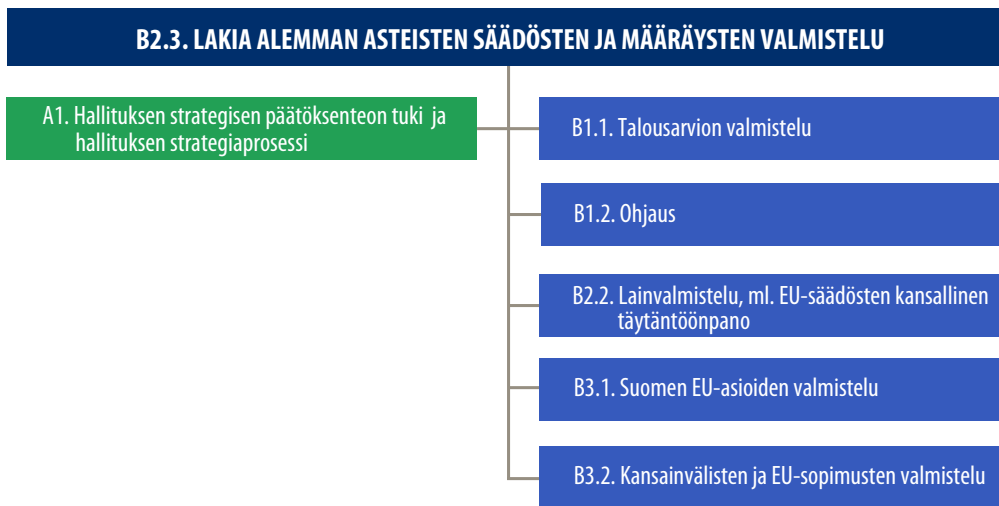 B2.3. LAKIA ALEMMAN ASTEISTEN SÄÄDÖSTEN JA MÄÄRÄYSTEN VALMISTELU
A1. Hallituksen strategisen päätöksenteon tuki ja
hallituksen strategiaprosessi
B1.1. Talousarvion valmistelu
B1.2. Ohjaus
B2.2. Lainvalmistelu, ml. EU-säädösten kansallinen
täytäntöönpano
B3.1. Suomen EU-asioiden valmistelu
B3.2. Kansainvälisten ja EU-sopimusten valmistelu